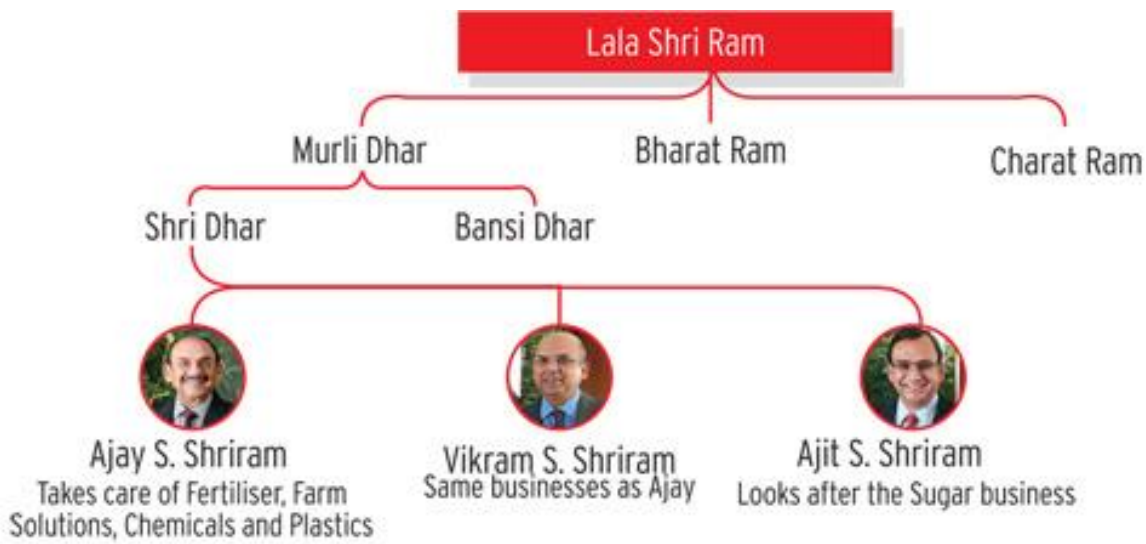 Lala Shri Ram
Murli Dhar
Bharat Ram
Charat Ram
Shri Dhar
Bansi Dhar
Ajay S. Shriram
Takes care of Fertiliser, Farm
Solutions, Chemicals and Plastics
Vikram S. Shriram
Same businesses as Ajay
Ajit S. Shriram
Looks after the Sugar business